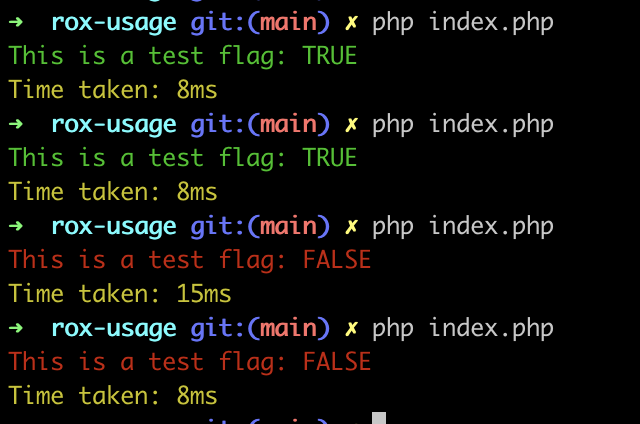 ➜ rox-usage git:(main) ✗ php index.php
This is a test flag: TRUE
Time taken: 8ms
➜ rox-usage git:(main) ✗ php index.php
This is a test flag: TRUE
Time taken: 8ms
➜ rox-usage git:(main) ✗ php index.php
This is a test flag: FALSE
Time taken: 15ms
➜ rox-usage git:(main) ✗ php index.php
This is a test flag: FALSE
Time taken: 8ms